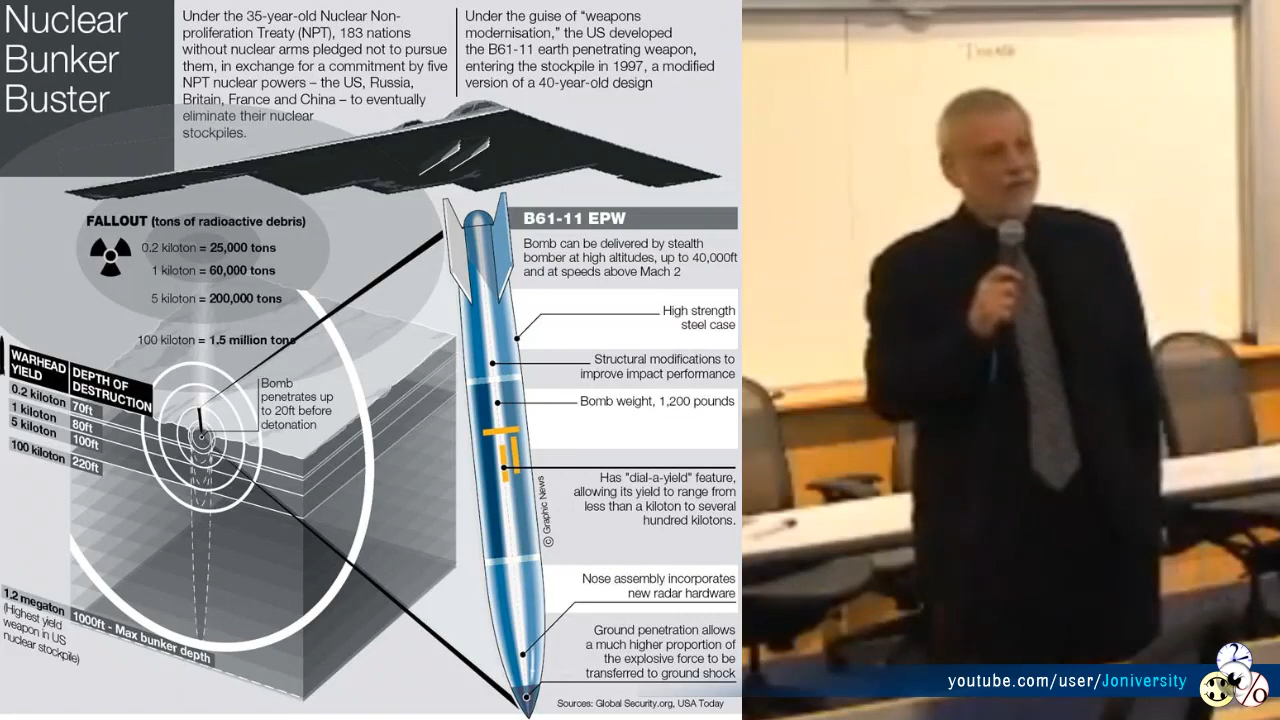 Nuclear
Bunker
Buster
Under the 35-year-old Nuclear Non-
proliferation Treaty (NPT), 183 nations
without nuclear arms pledged not to pursue
them, in exchange for a commitment by five
NPT nuclear powers – the US, Russia,
Britain, France and China – to eventually
eliminate their nuclear
stockpiles.
Under the guise of “weapons
modernisation,” the US developed
the B61-11 earth penetrating weapon,
entering the stockpile in 1997, a modified
version of a 40-year-old design
FALLOUT (tons of radioactive debris)
0.2 kiloton = 25,000 tons
1 kiloton = 60,000 tons
5 kiloton = 200,000 tons
100 kiloton = 1.5 million tons
WARHEAD YIELD DEPTH OF DESTRUCTION
0.2 kiloton 70ft
1 kiloton 80ft
5 kiloton 100ft
100 kiloton 220ft
Bomb
penetrates up
to 20ft before
detonation
1.2 megaton
(Highest yield
weapon in US
nuclear stockpile)
1000ft - Max bunker depth
B61-11 EPW
Bomb can be delivered by stealth
bomber at high altitudes, up to 40,000ft
and at speeds above Mach 2
High strength
steel case
Structural modifications to
improve impact performance
Bomb weight, 1,200 pounds
Has "dial-a-yield" feature,
allowing its yield to range from
less than a kiloton to several
hundred kilotons.
© Graphic News
Nose assembly incorporates
new radar hardware
Ground penetration allows
a much higher proportion of
the explosive force to be
transferred to ground shock
Sources: Global Security.org, USA Today
youtube.com/user/Joniversity